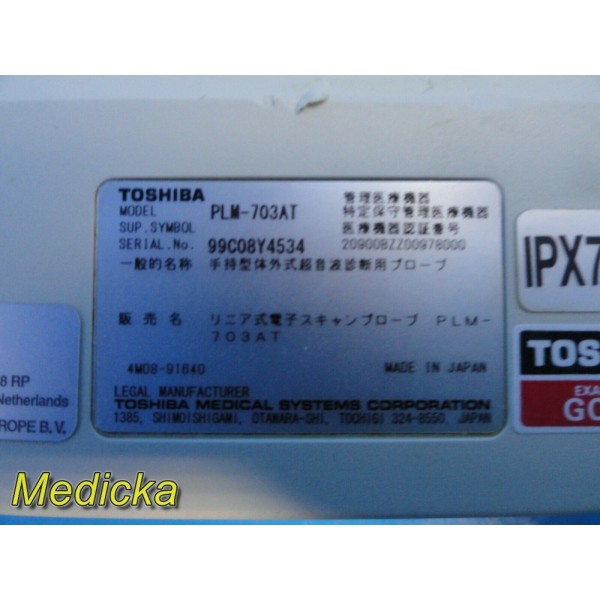 TOSHIBA
MODEL PLM-703AT
SUP. SYMBOL
SERIAL.No. 99C08Y4534
管理医療機器
特定保守管理医療機器
医療機器認証番号
20900BZZ00978000
一般的名称 手持型体外式超音波診断用プローブ
販売名 リニア式電子スキャンプローブ PLM-
703AT
4M08-91640 MADE IN JAPAN
LEGAL MANUFACTURER
TOSHIBA MEDICAL SYSTEMS CORPORATION
1385, SHIMOISHIGAMI, OTAWARA-SHI, TOCHIGI 324-8550, JAPAN
8 RP
Netherlands
ROPE B.V.
IPX7
TOS
EXA
GO
Medicka